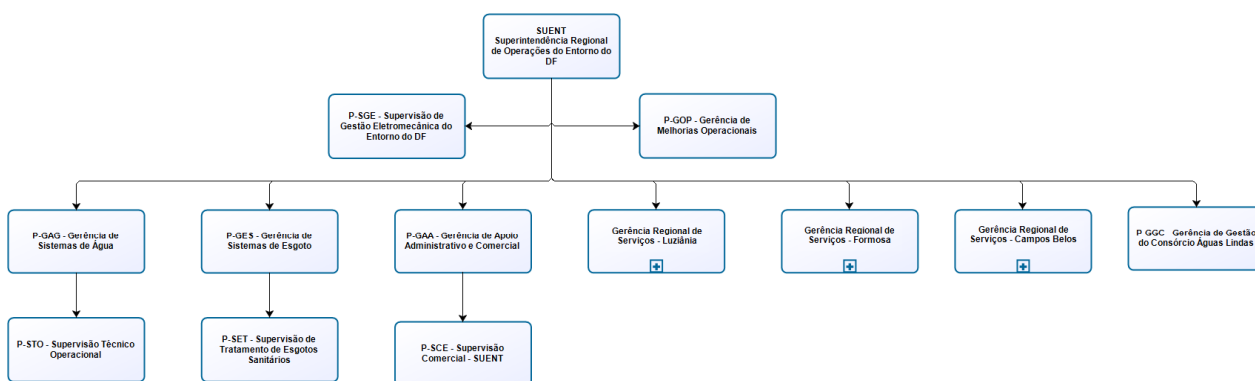 SUENT
Superintendência Regional
de Operações do Entorno do
DF
P-SGE - Supervisão de
Gestão Eletromecânica do
Entorno do DF
P-GOP - Gerência de
Melhorias Operacionais
P-GAG - Gerência de
Sistemas de Água
P-GES - Gerência de
Sistemas de Esgoto
P-GAA - Gerência de Apoio
Administrativo e Comercial
Gerência Regional de
Serviços - Luziânia
Gerência Regional de
Serviços - Formosa
Gerência Regional de
Serviços - Campos Belos
P GGC Gerência de Gestão
do Consórcio Águas Lindas
P-STO - Supervisão Técnico
Operacional
P-SET - Supervisão de
Tratamento de Esgotos
Sanitários
P-SCE - Supervisão
Comercial - SUENT